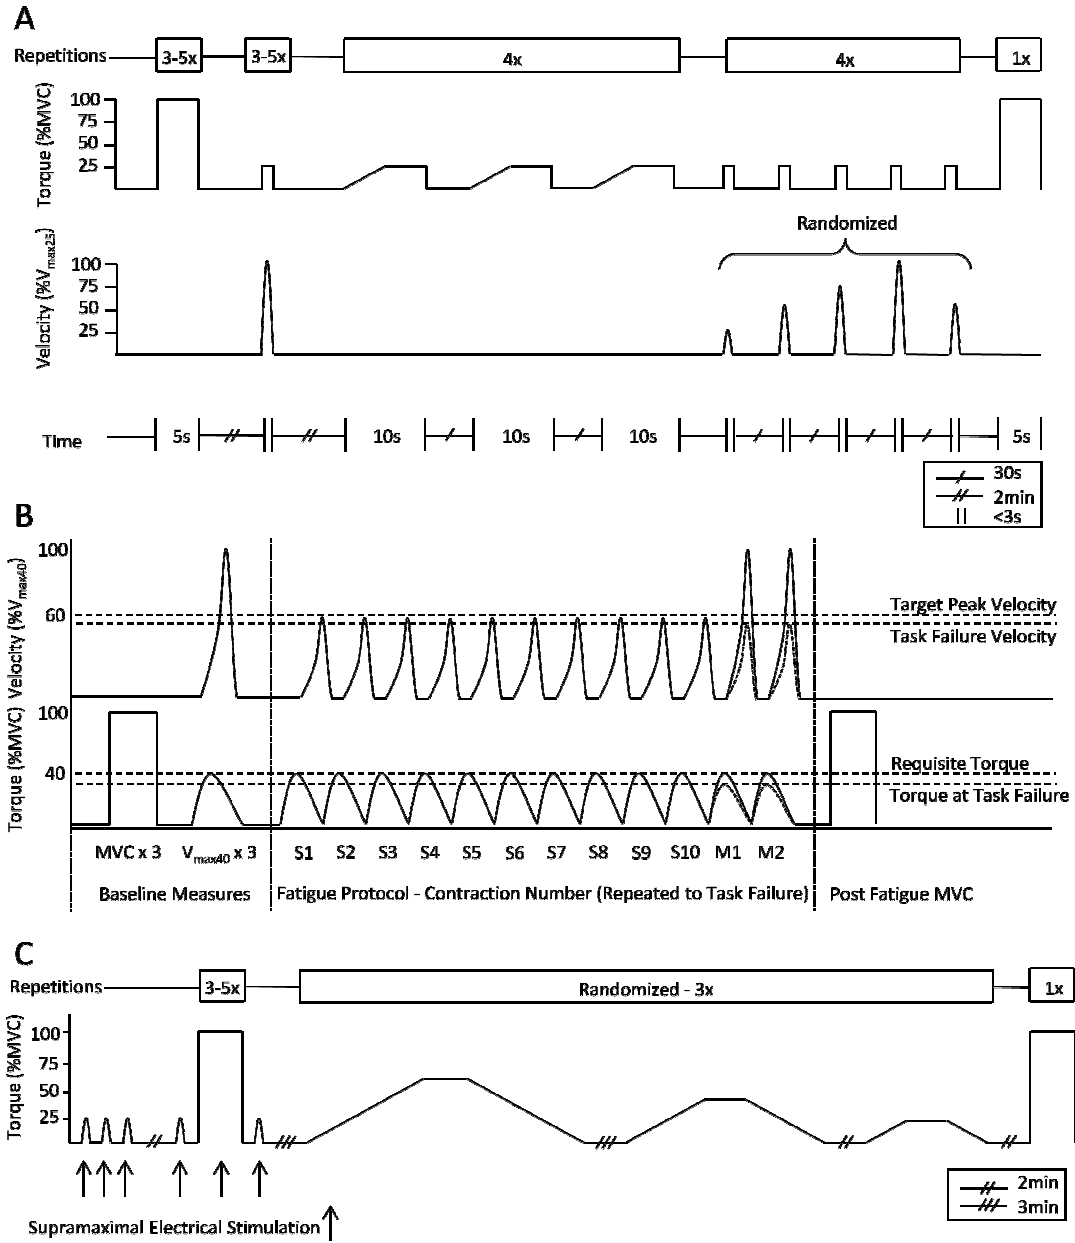 A
Repetitions 3-5x 3-5x 4x 4x 1x
Torque (%MVC)
100
75
50
25
Randomized
Velocity (%Vmax25)
100
75
50
25
Time 5s 10s 10s 10s 5s
30s
2min
<3s
B
Velocity (%Vmax40)
100
60
Target Peak Velocity
Task Failure Velocity
Torque (%MVC)
100
40
Requisite Torque
Torque at Task Failure
MVC x 3 Vmax40 x 3 S1 S2 S3 S4 S5 S6 S7 S8 S9 S10 M1 M2
Baseline Measures Fatigue Protocol - Contraction Number (Repeated to Task Failure) Post Fatigue MVC
C
Repetitions 3-5x Randomized - 3x 1x
Torque (%MVC)
100
75
50
25
2min
3min
Supramaximal Electrical Stimulation